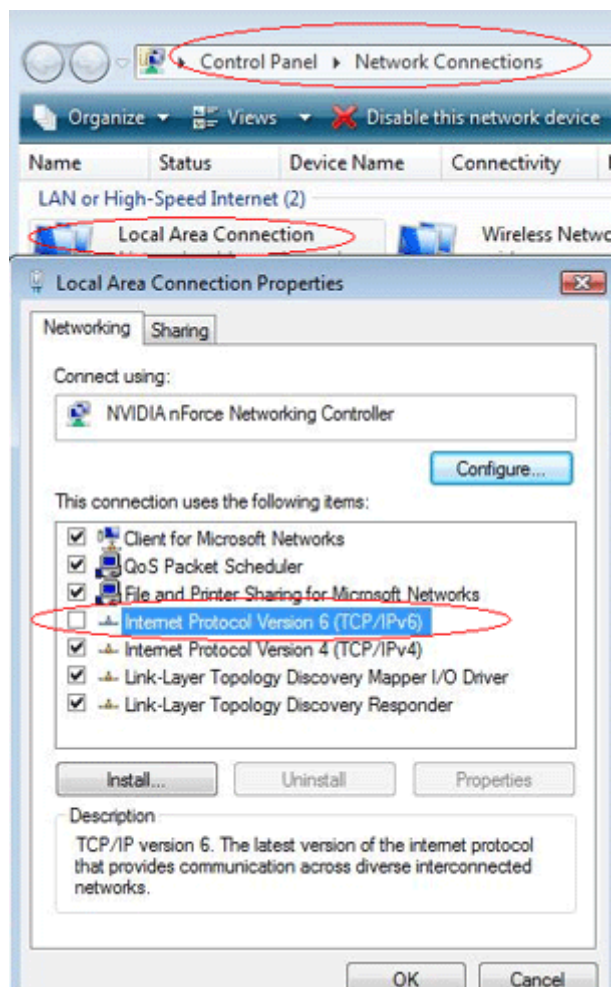 Control Panel Network Connections
Organize Views Disable this network device
Name Status Device Name Connectivity
LAN or High-Speed Internet (2)
Local Area Connection Wireless Netwo
Local Area Connection Properties
Networking Sharing
Connect using:
NVIDIA nForce Networking Controller
Configure...
This connection uses the following items:
Client for Microsoft Networks
QoS Packet Scheduler
File and Printer Sharing for Microsoft Networks
Internet Protocol Version 6 (TCP/IPv6)
Internet Protocol Version 4 (TCP/IPv4)
Link-Layer Topology Discovery Mapper I/O Driver
Link-Layer Topology Discovery Responder
Install... Uninstall Properties
Description
TCP/IP version 6. The latest version of the internet protocol
that provides communication across diverse interconnected
networks.
OK Cancel